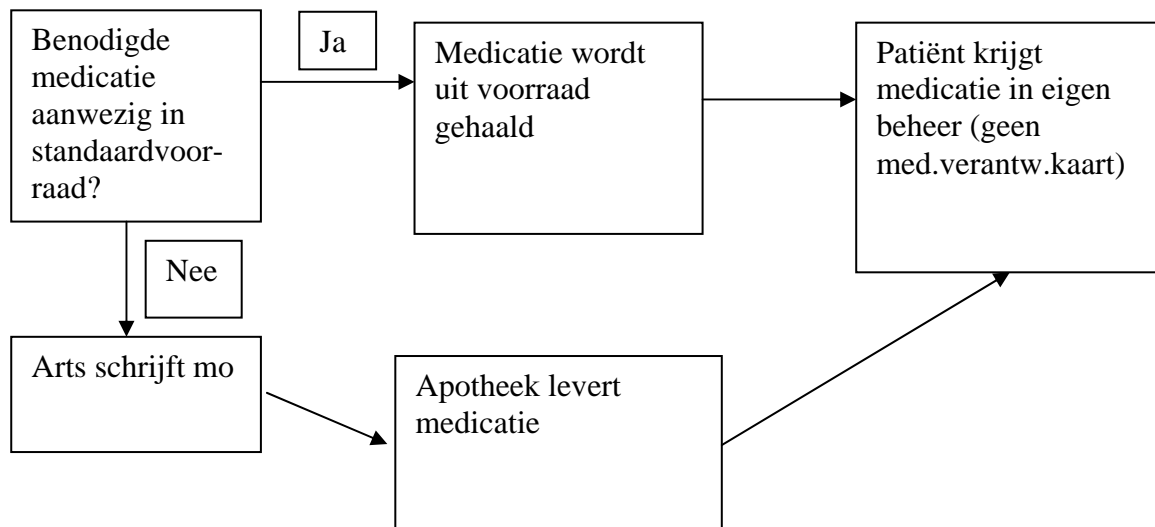 Benodigde
medicatie
aanwezig in
standaardvoor-
raad?
Ja
Medicatie wordt
uit voorraad
gehaald
Patiënt krijgt
medicatie in eigen
beheer (geen
med.verantw.kaart)
Nee
Arts schrijft mo
Apotheek levert
medicatie